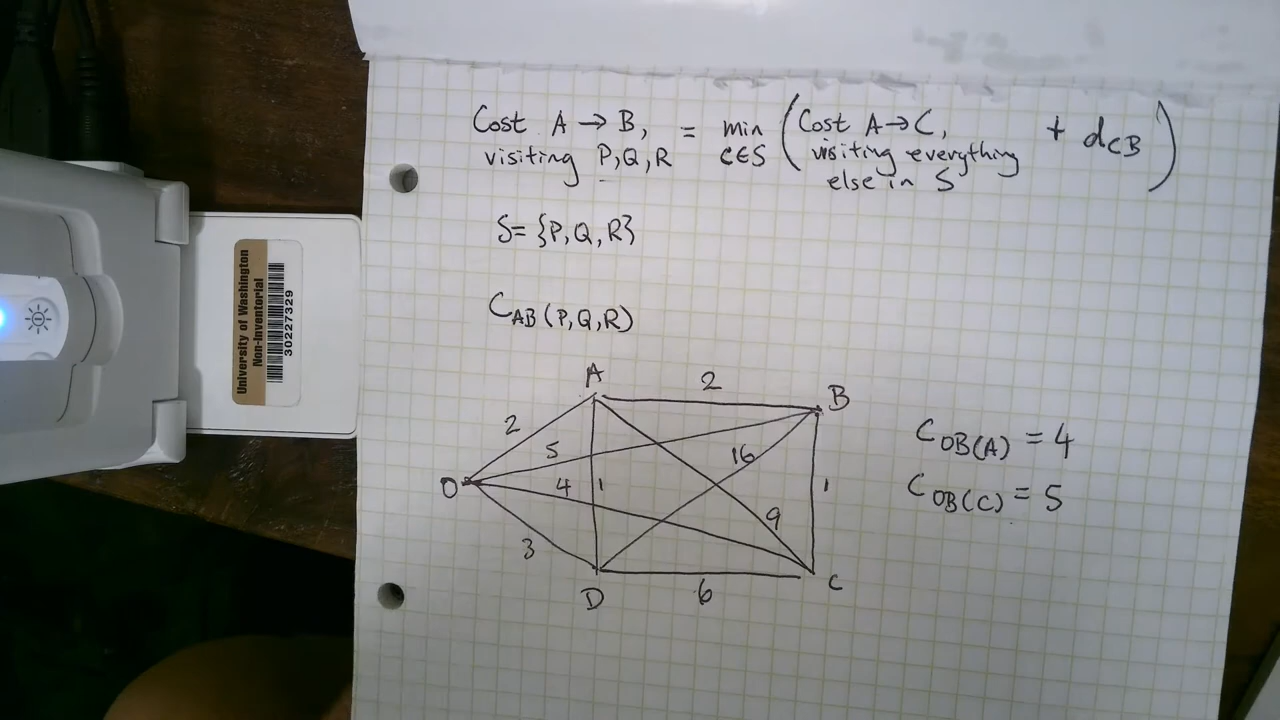 Cost A → B, = min ( Cost A→C, + dCB )
visiting P,Q,R C∈S visiting everything
else in S
S= {P,Q,R}
CAB(P,Q,R)
A 2 B
2
5 16
O 4 1 1
9
3
D 6 C
COB(A) = 4
COB(C) = 5
University of Washington
Non-Inventorial
30227329